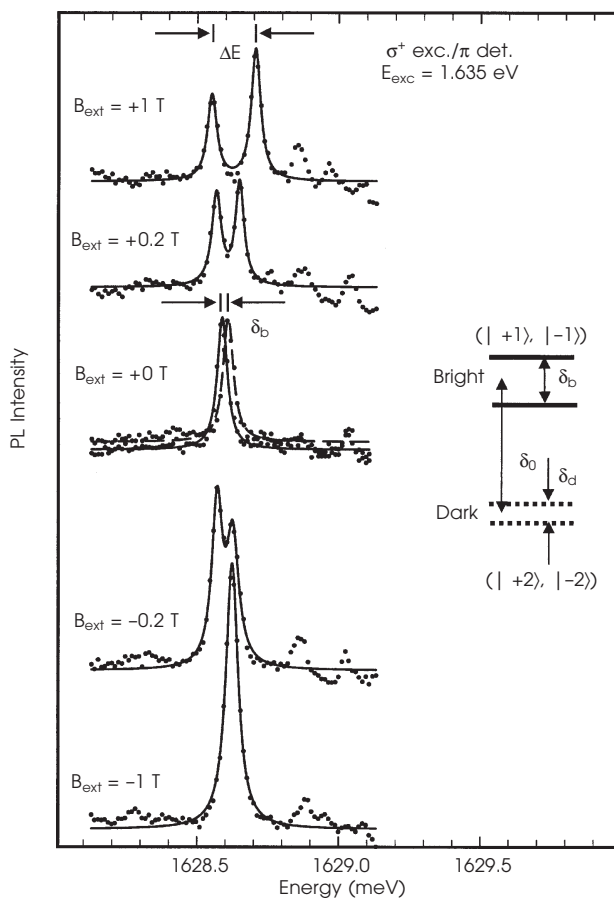 σ⁺ exc./π det.
E_exc = 1.635 eV
ΔE
B_ext = +1 T
B_ext = +0.2 T
δ_b
B_ext = +0 T
PL Intensity
(| +1⟩, |−1⟩)
Bright
δ_b
δ_0
δ_d
Dark
(| +2⟩, |−2⟩)
B_ext = −0.2 T
B_ext = −1 T
1628.5 1629.0 1629.5
Energy (meV)